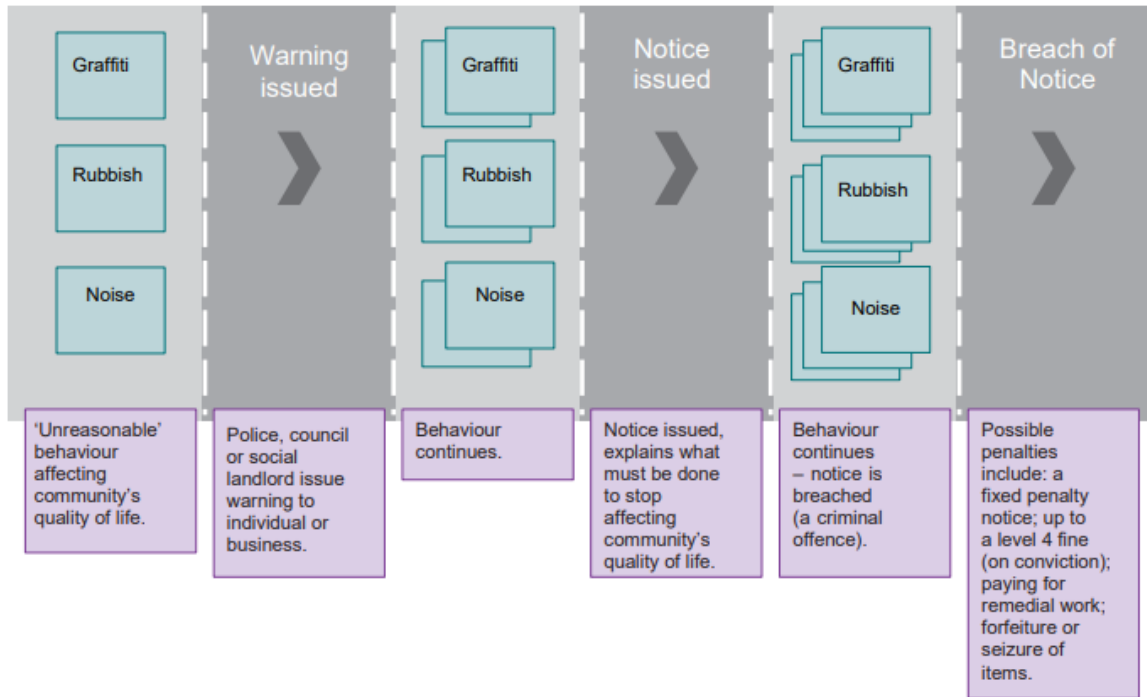 Graffiti
Rubbish
Noise
Warning
issued
Graffiti
Rubbish
Noise
Notice
issued
Graffiti
Rubbish
Noise
Breach of
Notice
‘Unreasonable’
behaviour
affecting
community’s
quality of life.
Police, council
or social
landlord issue
warning to
individual or
business.
Behaviour
continues.
Notice issued,
explains what
must be done
to stop
affecting
community’s
quality of life.
Behaviour
continues
– notice is
breached
(a criminal
offence).
Possible
penalties
include: a
fixed penalty
notice; up to
a level 4 fine
(on conviction);
paying for
remedial work;
forfeiture or
seizure of
items.